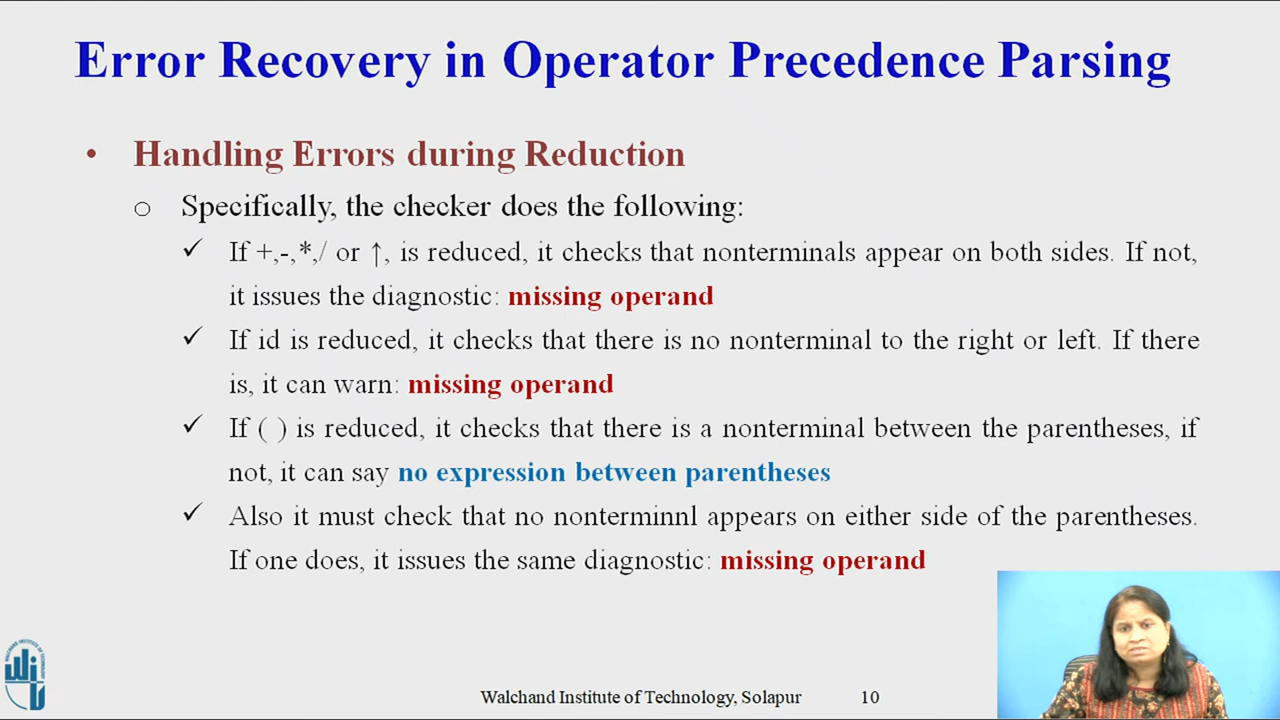 Error Recovery in Operator Precedence Parsing
• Handling Errors during Reduction
o Specifically, the checker does the following:
✓ If +,-,*,/ or ↑, is reduced, it checks that nonterminals appear on both sides. If not,
it issues the diagnostic: missing operand
✓ If id is reduced, it checks that there is no nonterminal to the right or left. If there
is, it can warn: missing operand
✓ If ( ) is reduced, it checks that there is a nonterminal between the parentheses, if
not, it can say no expression between parentheses
✓ Also it must check that no nonterminnl appears on either side of the parentheses.
If one does, it issues the same diagnostic: missing operand
Walchand Institute of Technology, Solapur 10